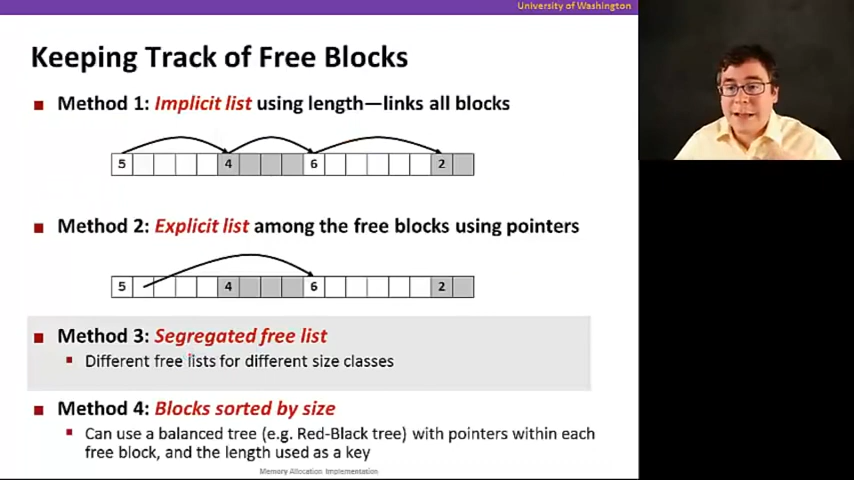 University of Washington
Keeping Track of Free Blocks
Method 1: Implicit list using length—links all blocks
5 4 6 2
Method 2: Explicit list among the free blocks using pointers
5 4 6 2
Method 3: Segregated free list
Different free lists for different size classes
Method 4: Blocks sorted by size
Can use a balanced tree (e.g. Red-Black tree) with pointers within each
free block, and the length used as a key
Memory Allocation Implementation